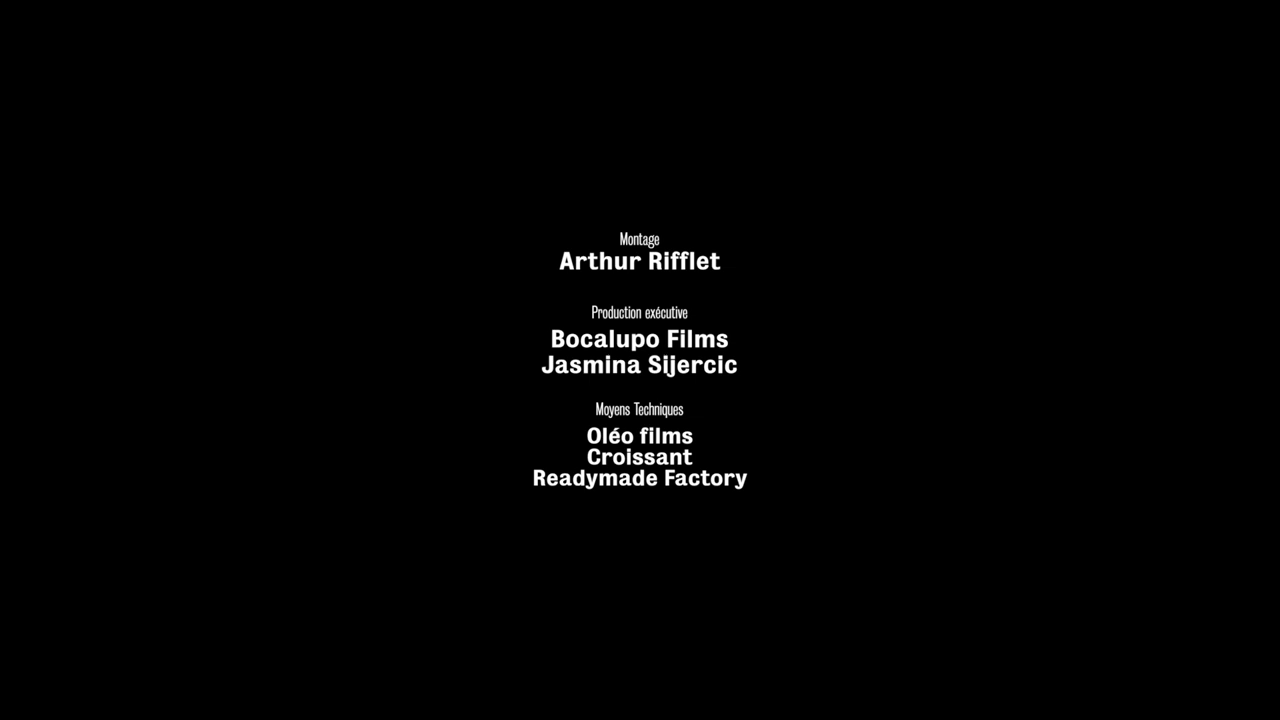 Montage
Arthur Rifflet
Production exécutive
Bocalupo Films
Jasmina Sijercic
Moyens Techniques
Oléo films
Croissant
Readymade Factory